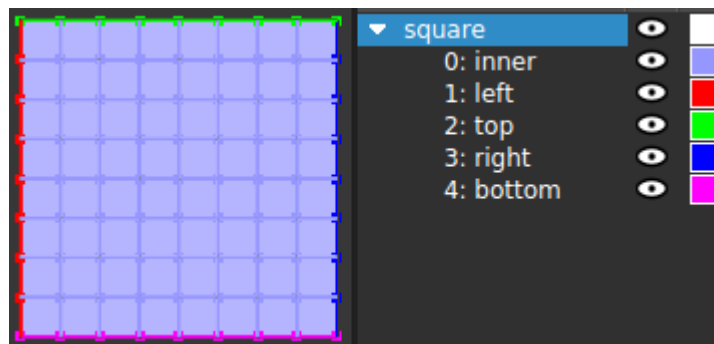 square
0: inner
1: left
2: top
3: right
4: bottom